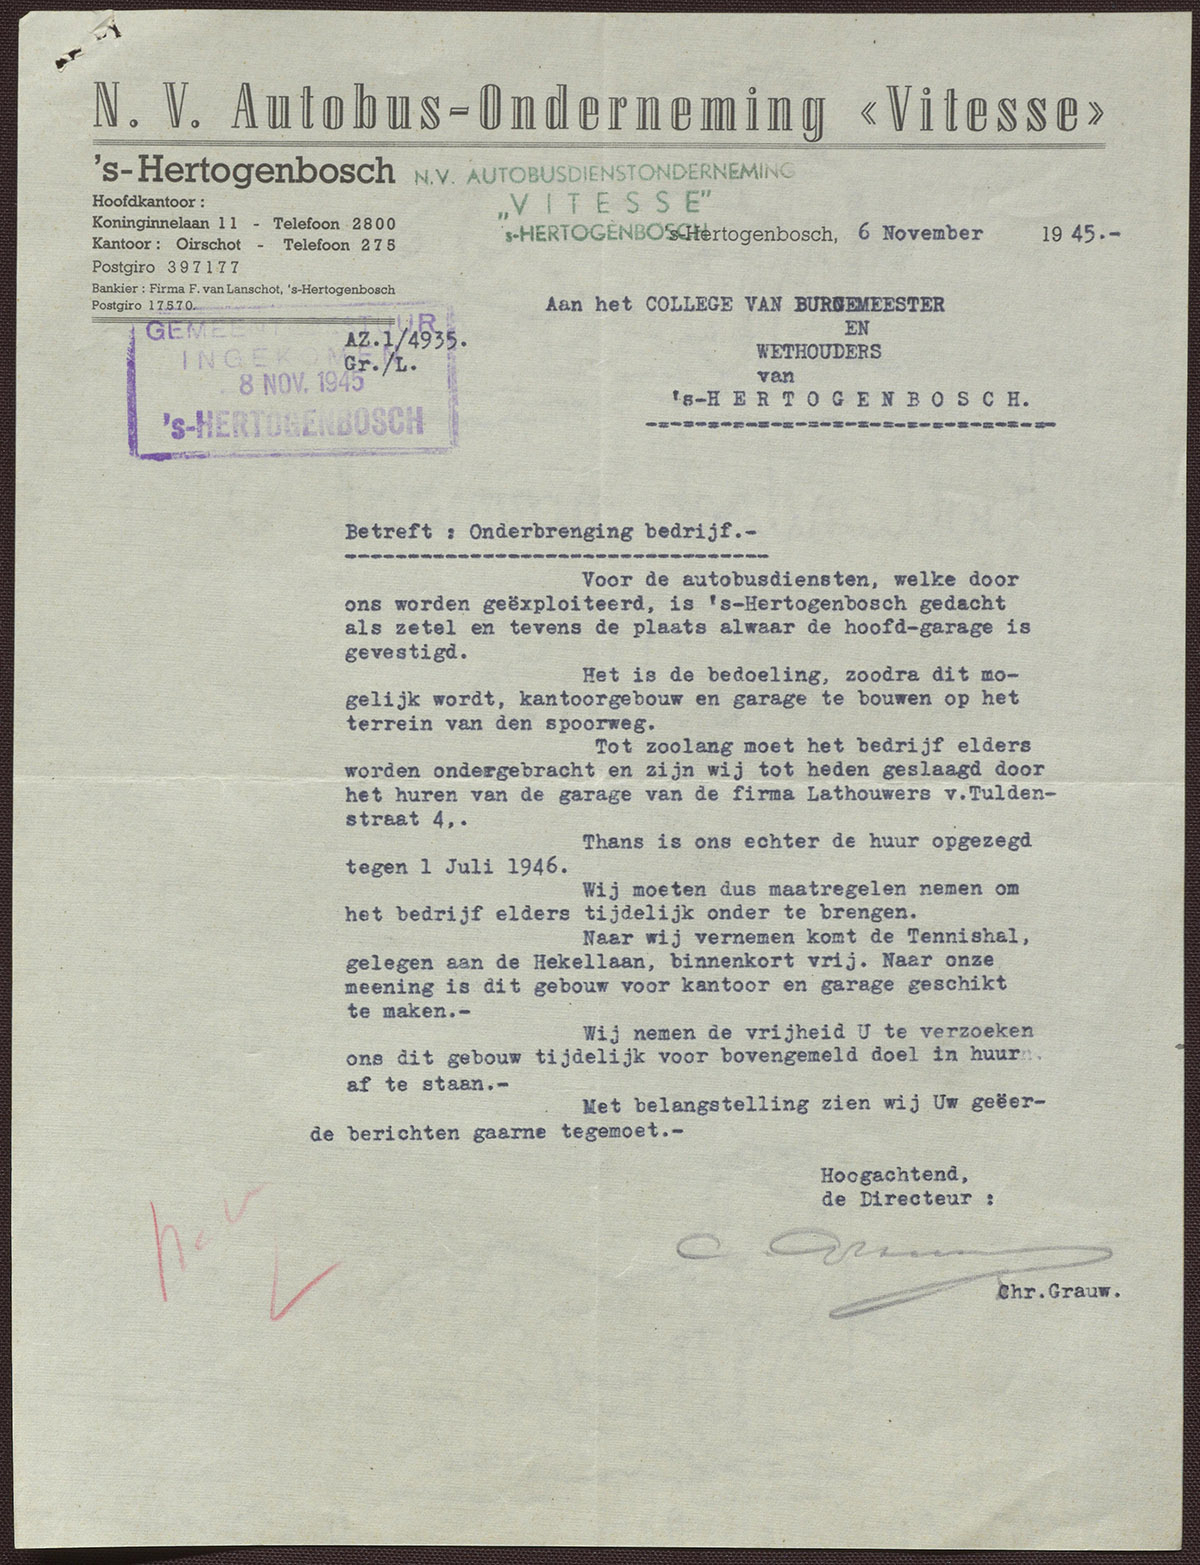 N. V. Autobus-Onderneming «Vitesse»
's-Hertogenbosch
Hoofdkantoor :
Koninginnelaan 11 - Telefoon 2800
Kantoor : Oirschot - Telefoon 275
Postgiro 397177
Bankier : Firma F. van Lanschot, 's-Hertogenbosch
Postgiro 17570.
N.V. AUTOBUSDIENSTONDERNEMING
„VITESSE"
's-HERTOGENBOSCH
's-Hertogenbosch, 6 November 19 45.-
GEMEENTEBESTUUR
INGEKOMEN
8 NOV. 1945
's-HERTOGENBOSCH
AZ.1/4935.
Gr./L.
Aan het COLLEGE VAN BURGEMEESTER
EN
WETHOUDERS
van
's-H E R T O G E N B O S C H.
Betreft : Onderbrenging bedrijf.-
Voor de autobusdiensten, welke door
ons worden geëxploiteerd, is 's-Hertogenbosch gedacht
als zetel en tevens de plaats alwaar de hoofd-garage is
gevestigd.
Het is de bedoeling, zoodra dit mo-
gelijk wordt, kantoorgebouw en garage te bouwen op het
terrein van den spoorweg.
Tot zoolang moet het bedrijf elders
worden ondergebracht en zijn wij tot heden geslaagd door
het huren van de garage van de firma Lathouwers v.Tulden-
straat 4,.
Thans is ons echter de huur opgezegd
tegen 1 Juli 1946.
Wij moeten dus maatregelen nemen om
het bedrijf elders tijdelijk onder te brengen.
Naar wij vernemen komt de Tennishal,
gelegen aan de Hekellaan, binnenkort vrij. Naar onze
meening is dit gebouw voor kantoor en garage geschikt
te maken.-
Wij nemen de vrijheid U te verzoeken
ons dit gebouw tijdelijk voor bovengemeld doel in huur
af te staan.-
Met belangstelling zien wij Uw geëer-
de berichten gaarne tegemoet.-
Hoogachtend,
de Directeur :
Chr.Grauw.